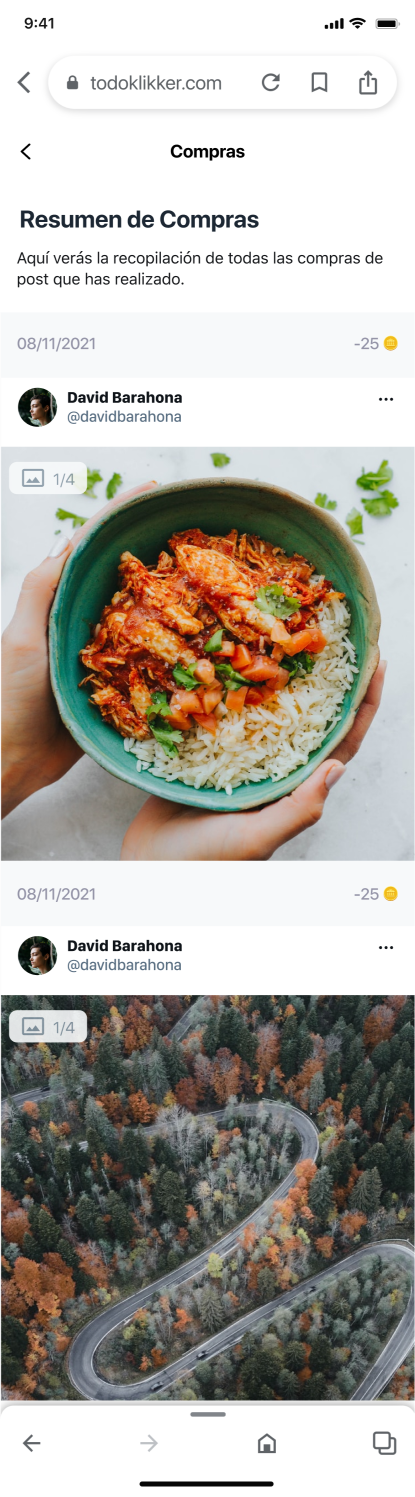 9:41
todoklikker.com
Compras
Resumen de Compras
Aquí verás la recopilación de todas las compras de
post que has realizado.
08/11/2021 -25
David Barahona
@davidbarahona
1/4
08/11/2021 -25
David Barahona
@davidbarahona
1/4